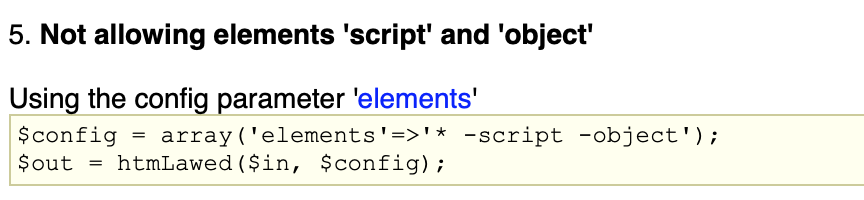 5. Not allowing elements 'script' and 'object'
Using the config parameter 'elements'
$config = array('elements'=>'* -script -object');
$out = htmLawed($in, $config);